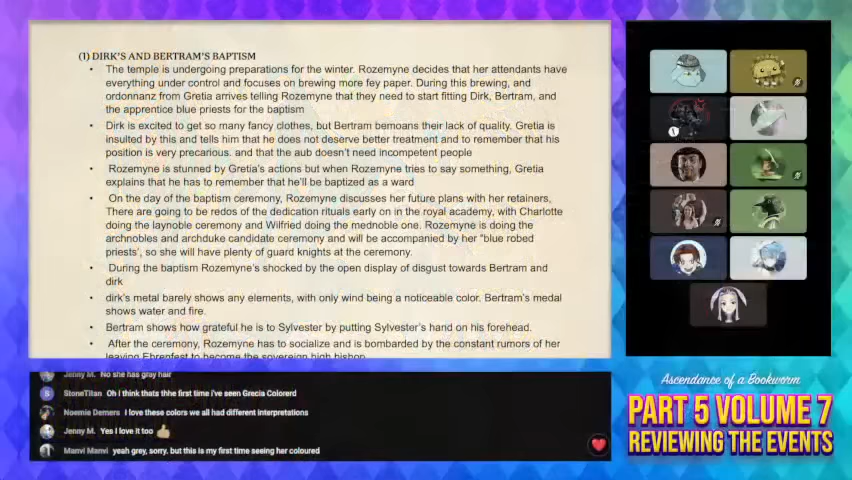 (1) DIRK'S AND BERTRAM'S BAPTISM
• The temple is undergoing preparations for the winter. Rozemyne decides that her attendants have
everything under control and focuses on brewing more fey paper. During this brewing, and
ordonnanz from Gretia arrives telling Rozemyne that they need to start fitting Dirk, Bertram, and
the apprentice blue priests for the baptism
• Dirk is excited to get so many fancy clothes, but Bertram bemoans their lack of quality. Gretia is
insulted by this and tells him that he does not deserve better treatment and to remember that his
position is very precarious. and that the aub doesn't need incompetent people
• Rozemyne is stunned by Gretia's actions but when Rozemyne tries to say something, Gretia
explains that he has to remember that he'll be baptized as a ward
• On the day of the baptism ceremony, Rozemyne discusses her future plans with her retainers,
There are going to be redos of the dedication rituals early on in the royal academy, with Charlotte
doing the laynoble ceremony and Wilfried doing the mednoble one. Rozemyne is doing the
archnobles and archduke candidate ceremony and will be accompanied by her "blue robed
priests', so she will have plenty of guard knights at the ceremony.
• During the baptism Rozemyne's shocked by the open display of disgust towards Bertram and
dirk
• dirk's metal barely shows any elements, with only wind being a noticeable color. Bertram's medal
shows water and fire.
• Bertram shows how grateful he is to Sylvester by putting Sylvester's hand on his forehead.
• After the ceremony, Rozemyne has to socialize and is bombarded by the constant rumors of her
leaving Ehrenfest to become the sovereign high bishop
Jenny M. No she has gray hair
S StoneTitan Oh I think thats thhe first time i've seen Grecia Colorerd
Noemie Demers I love these colors we all had different interpretations
Jenny M. Yes I love it too 👍
Manvi Manvi yeah grey, sorry. but this is my first time seeing her coloured
Ascendance of a Bookworm
PART 5 VOLUME 7
REVIEWING THE EVENTS